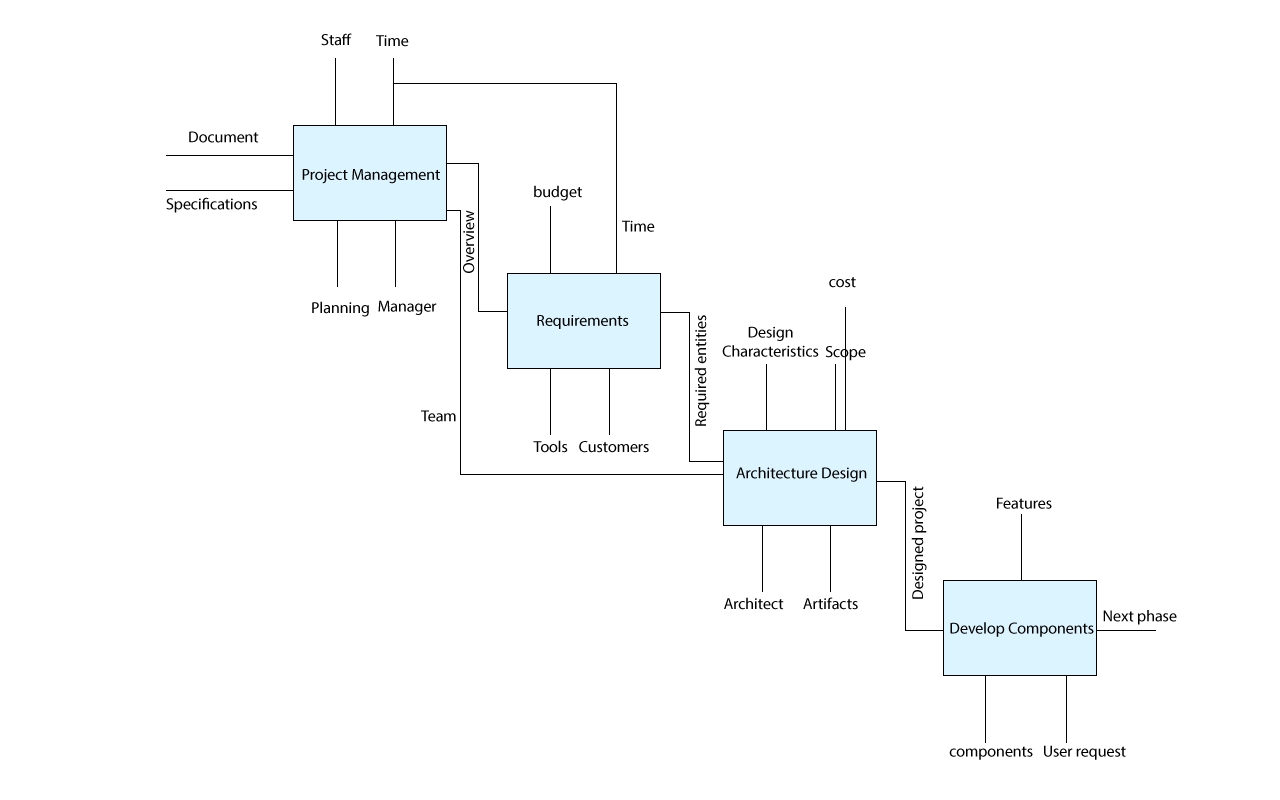 Staff
Time
Document
Project Management
Specifications
Planning
Manager
Overview
Team
budget
Time
Requirements
Tools
Customers
Required entities
cost
Design
Characteristics
Scope
Architecture Design
Architect
Artifacts
Designed project
Features
Develop Components
Next phase
components
User request